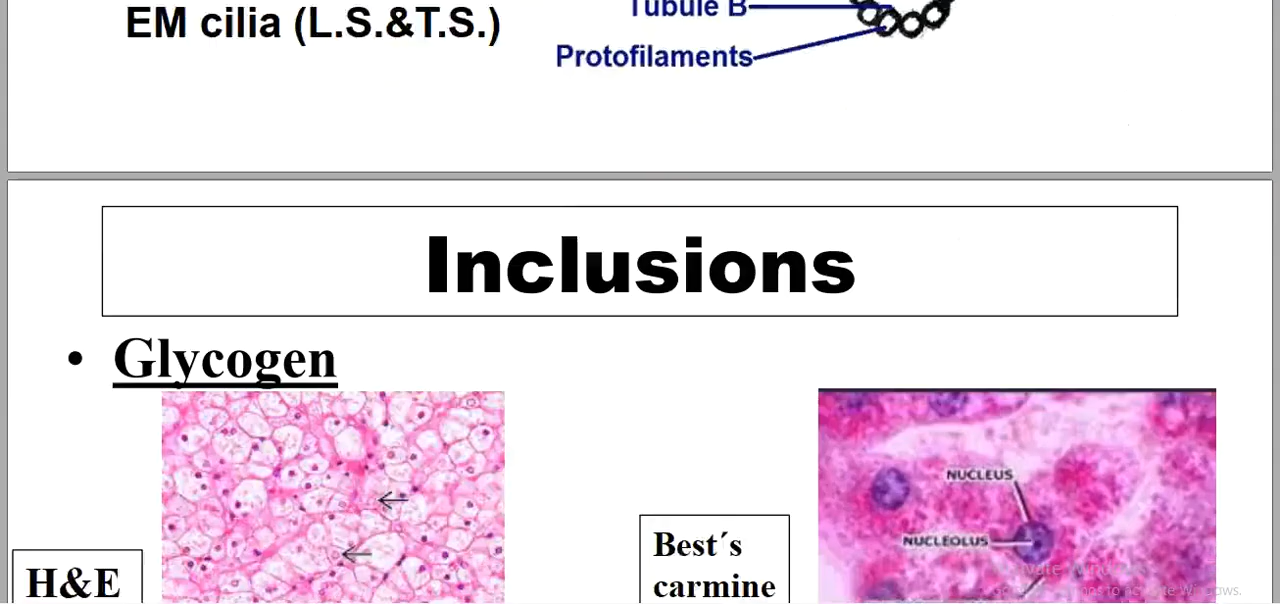 Tubule B
EM cilia (L.S.&T.S.)
Protofilaments
Inclusions
• Glycogen
NUCLEUS
NUCLEOLUS
Best´s
carmine
H&E